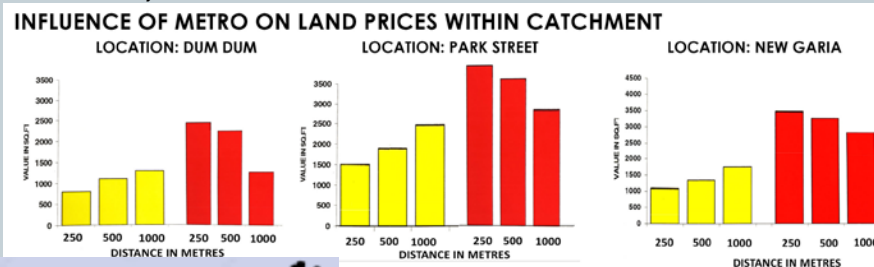 INFLUENCE OF METRO ON LAND PRICES WITHIN CATCHMENT
LOCATION: DUM DUM
VALUE IN SQ.FT
3500
3000
2500
2000
1500
1000
500
0
250 500 1000 250 500 1000
DISTANCE IN METRES
LOCATION: PARK STREET
VALUE IN SQ.FT
3500
3000
2500
2000
1500
1000
500
0
250 500 1000 250 500 1000
DISTANCE IN METRES
LOCATION: NEW GARIA
VALUE IN SQ.FT
4500
4000
3500
3000
2500
2000
1500
1000
500
0
250 500 1000 250 500 1000
DISTANCE IN METRES